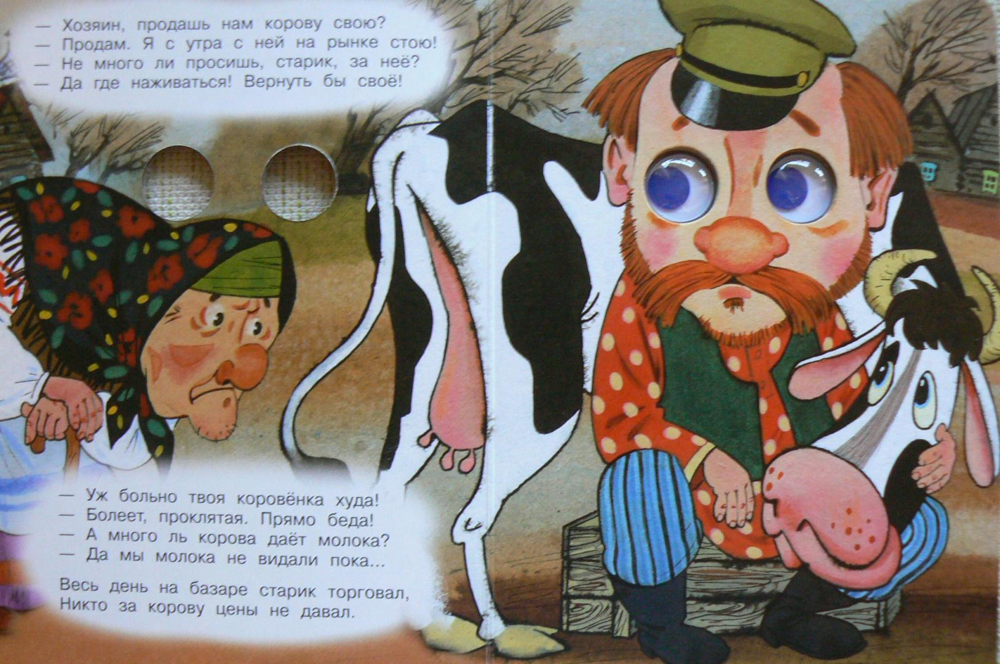 — Хозяин, продашь нам корову свою?
— Продам. Я с утра с ней на рынке стою!
— Не много ли просишь, старик, за неё?
— Да где наживаться! Вернуть бы своё!
— Уж больно твоя коровёнка худа!
— Болеет, проклятая. Прямо беда!
— А много ль корова даёт молока?
— Да мы молока не видали пока...
Весь день на базаре старик торговал,
Никто за корову цены не давал.